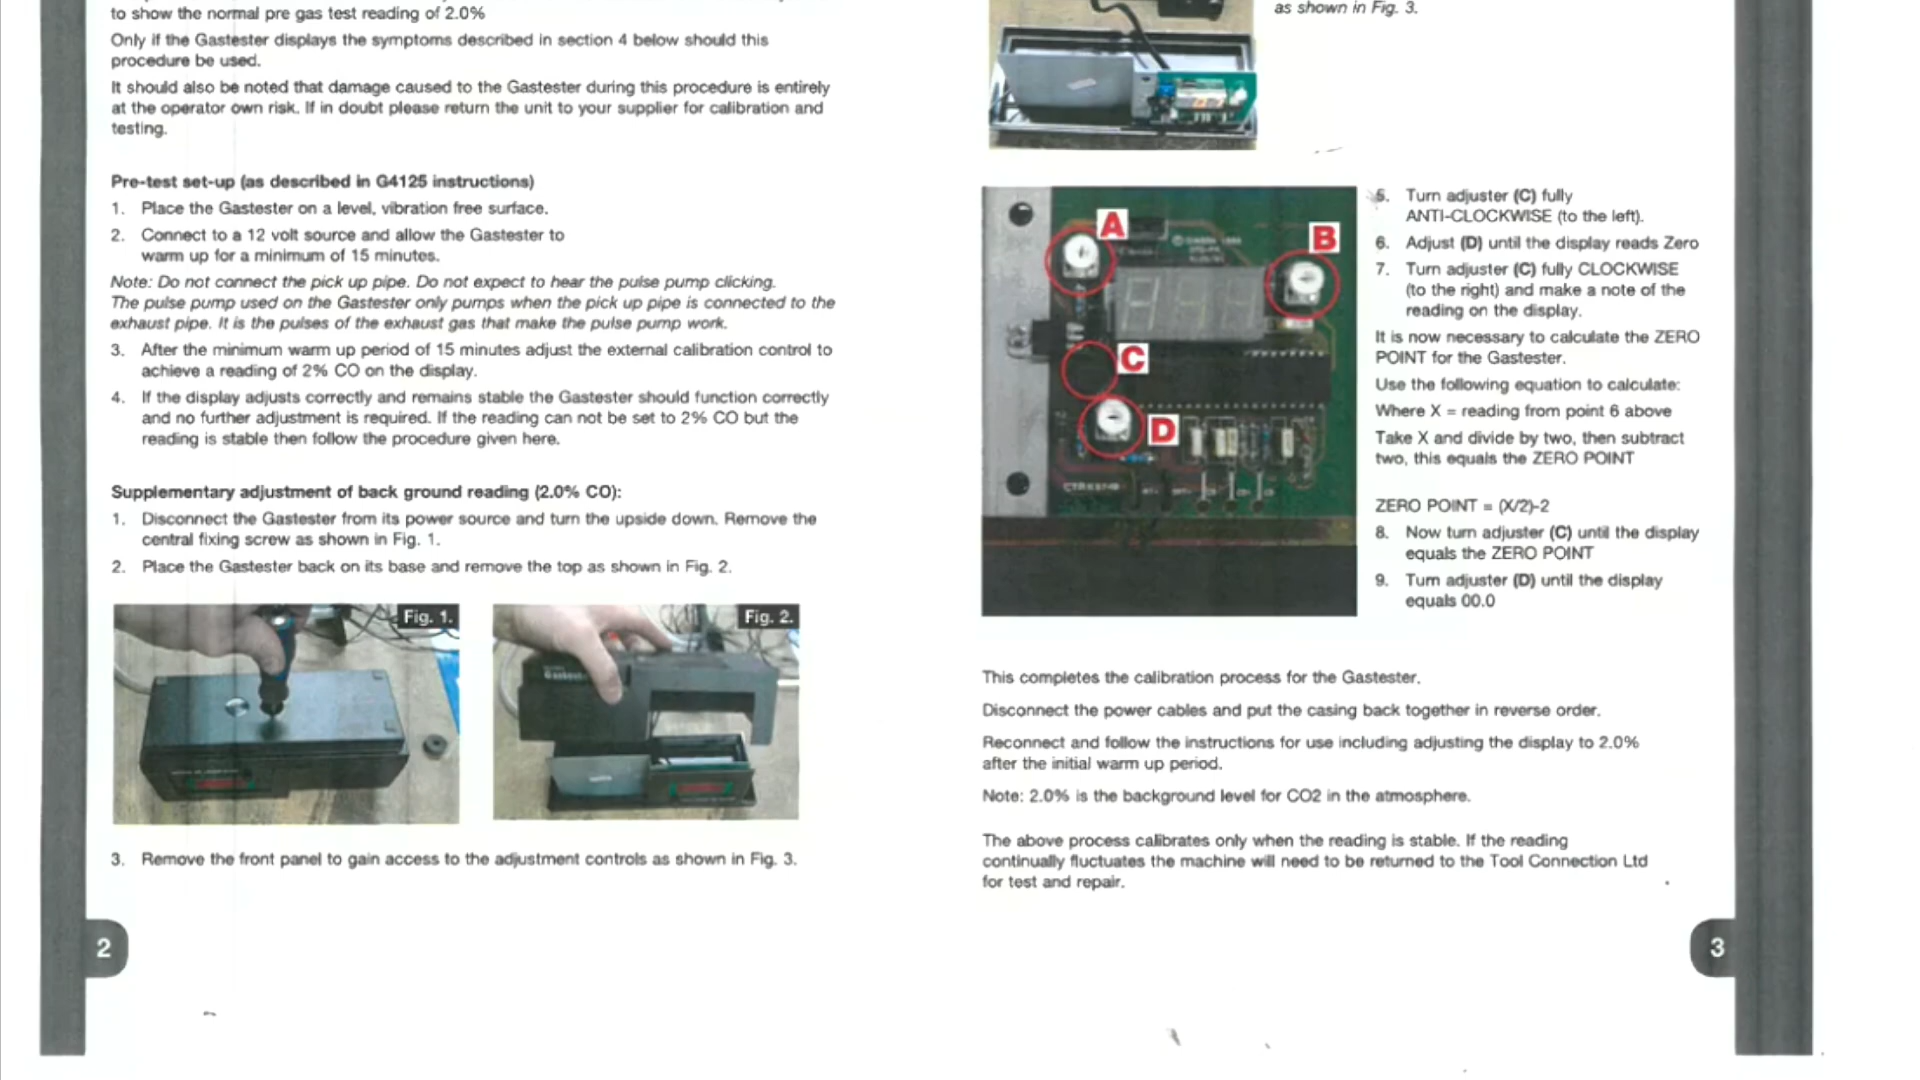 to show the normal pre gas test reading of 2.0%
Only if the Gastester displays the symptoms described in section 4 below should this
procedure be used.
It should also be noted that damage caused to the Gastester during this procedure is entirely
at the operator own risk. If in doubt please return the unit to your supplier for calibration and
testing.
Pre-test set-up (as described in G4125 instructions)
1. Place the Gastester on a level, vibration free surface.
2. Connect to a 12 volt source and allow the Gastester to
warm up for a minimum of 15 minutes.
Note: Do not connect the pick up pipe. Do not expect to hear the pulse pump clicking.
The pulse pump used on the Gastester only pumps when the pick up pipe is connected to the
exhaust pipe. It is the pulses of the exhaust gas that make the pulse pump work.
3. After the minimum warm up period of 15 minutes adjust the external calibration control to
achieve a reading of 2% CO on the display.
4. If the display adjusts correctly and remains stable the Gastester should function correctly
and no further adjustment is required. If the reading can not be set to 2% CO but the
reading is stable then follow the procedure given here.
Supplementary adjustment of back ground reading (2.0% CO):
1. Disconnect the Gastester from its power source and turn the upside down. Remove the
central fixing screw as shown in Fig. 1.
2. Place the Gastester back on its base and remove the top as shown in Fig. 2.
Fig. 1.
Fig. 2.
3. Remove the front panel to gain access to the adjustment controls as shown in Fig. 3.
2
as shown in Fig. 3.
A
B
C
D
5. Turn adjuster (C) fully
ANTI-CLOCKWISE (to the left).
6. Adjust (D) until the display reads Zero
7. Turn adjuster (C) fully CLOCKWISE
(to the right) and make a note of the
reading on the display.
It is now necessary to calculate the ZERO
POINT for the Gastester.
Use the following equation to calculate:
Where X = reading from point 6 above
Take X and divide by two, then subtract
two, this equals the ZERO POINT
ZERO POINT = (X/2)-2
8. Now turn adjuster (C) until the display
equals the ZERO POINT
9. Turn adjuster (D) until the display
equals 00.0
This completes the calibration process for the Gastester.
Disconnect the power cables and put the casing back together in reverse order.
Reconnect and follow the instructions for use including adjusting the display to 2.0%
after the initial warm up period.
Note: 2.0% is the background level for CO2 in the atmosphere.
The above process calibrates only when the reading is stable. If the reading
continually fluctuates the machine will need to be returned to the Tool Connection Ltd
for test and repair.
3